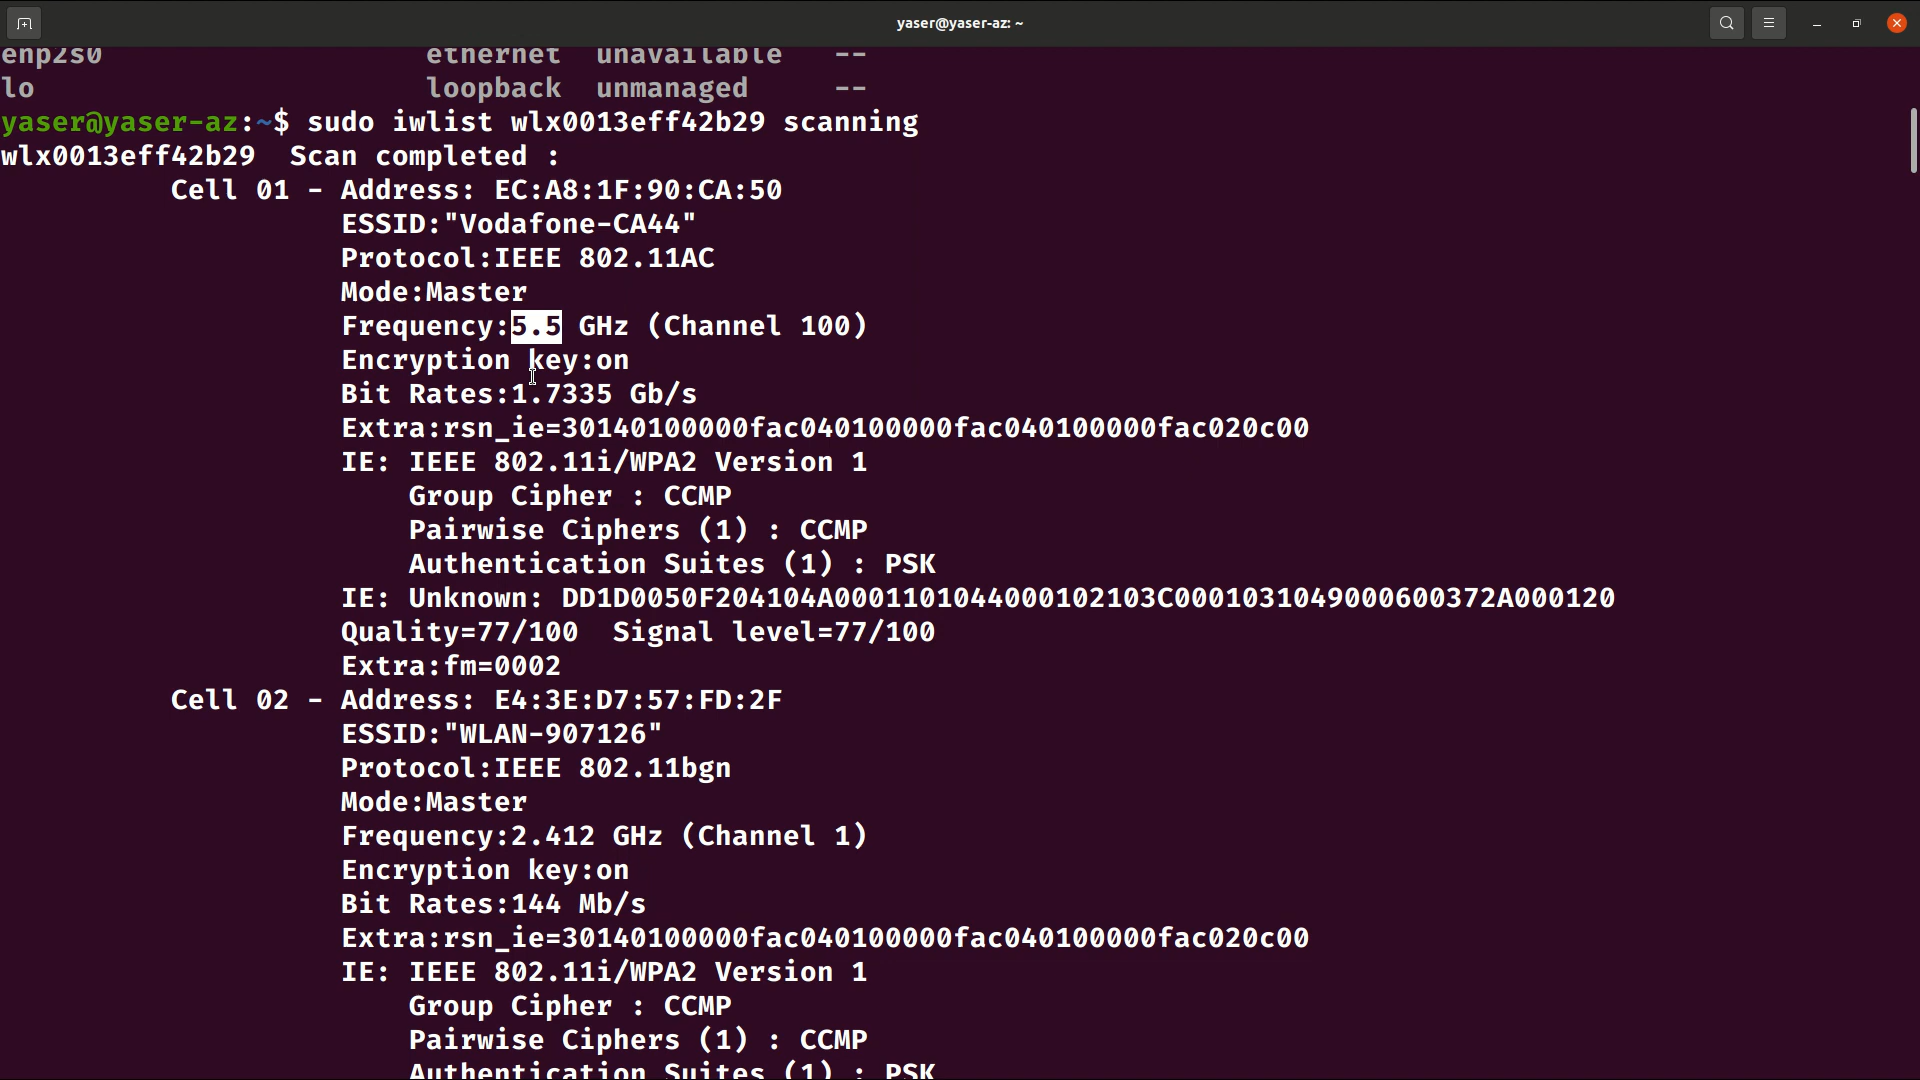 yaser@yaser-az: ~
enp2s0 ethernet unavailable --
lo loopback unmanaged --
yaser@yaser-az:~$ sudo iwlist wlx0013eff42b29 scanning
wlx0013eff42b29 Scan completed :
Cell 01 - Address: EC:A8:1F:90:CA:50
ESSID:"Vodafone-CA44"
Protocol:IEEE 802.11AC
Mode:Master
Frequency:5.5 GHz (Channel 100)
Encryption key:on
Bit Rates:1.7335 Gb/s
Extra:rsn_ie=30140100000fac040100000fac040100000fac020c00
IE: IEEE 802.11i/WPA2 Version 1
Group Cipher : CCMP
Pairwise Ciphers (1) : CCMP
Authentication Suites (1) : PSK
IE: Unknown: DD1D0050F204104A0001101044000102103C0001031049000600372A000120
Quality=77/100 Signal level=77/100
Extra:fm=0002
Cell 02 - Address: E4:3E:D7:57:FD:2F
ESSID:"WLAN-907126"
Protocol:IEEE 802.11bgn
Mode:Master
Frequency:2.412 GHz (Channel 1)
Encryption key:on
Bit Rates:144 Mb/s
Extra:rsn_ie=30140100000fac040100000fac040100000fac020c00
IE: IEEE 802.11i/WPA2 Version 1
Group Cipher : CCMP
Pairwise Ciphers (1) : CCMP
Authentication Suites (1) : PSK